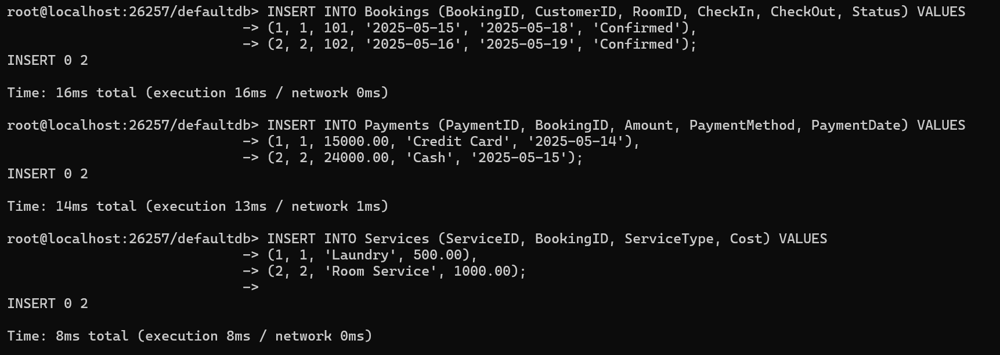 root@localhost:26257/defaultdb> INSERT INTO Bookings (BookingID, CustomerID, RoomID, CheckIn, CheckOut, Status) VALUES
-> (1, 1, 101, '2025-05-15', '2025-05-18', 'Confirmed'),
-> (2, 2, 102, '2025-05-16', '2025-05-19', 'Confirmed');
INSERT 0 2
Time: 16ms total (execution 16ms / network 0ms)
root@localhost:26257/defaultdb> INSERT INTO Payments (PaymentID, BookingID, Amount, PaymentMethod, PaymentDate) VALUES
-> (1, 1, 15000.00, 'Credit Card', '2025-05-14'),
-> (2, 2, 24000.00, 'Cash', '2025-05-15');
INSERT 0 2
Time: 14ms total (execution 13ms / network 1ms)
root@localhost:26257/defaultdb> INSERT INTO Services (ServiceID, BookingID, ServiceType, Cost) VALUES
-> (1, 1, 'Laundry', 500.00),
-> (2, 2, 'Room Service', 1000.00);
->
INSERT 0 2
Time: 8ms total (execution 8ms / network 0ms)